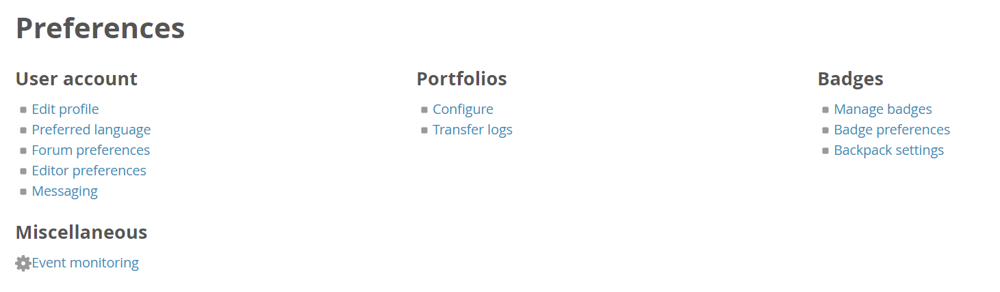 Preferences
User account
Edit profile
Preferred language
Forum preferences
Editor preferences
Messaging
Portfolios
Configure
Transfer logs
Badges
Manage badges
Badge preferences
Backpack settings
Miscellaneous
Event monitoring